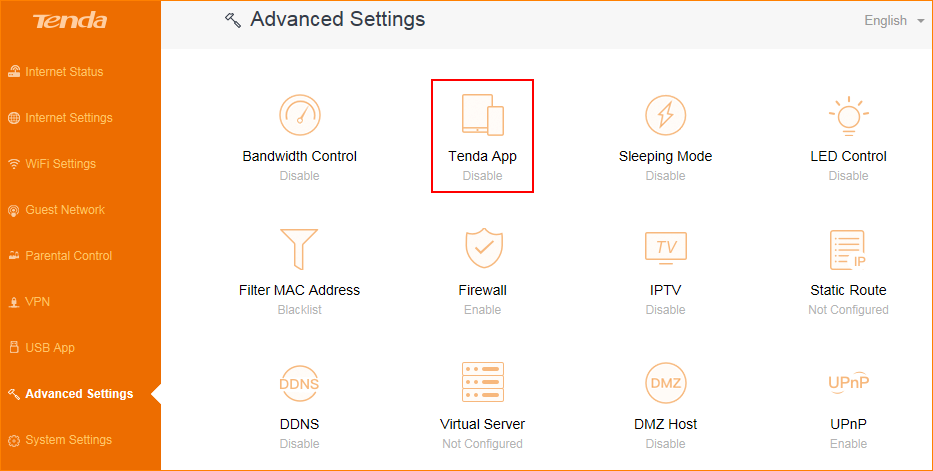 Tenda
Advanced Settings
English
Internet Status
Internet Settings
WiFi Settings
Guest Network
Parental Control
VPN
USB App
Advanced Settings
System Settings
Bandwidth Control
Disable
Tenda App
Disable
Sleeping Mode
Disable
LED Control
Disable
Filter MAC Address
Blacklist
Firewall
Enable
TV
IPTV
Disable
IP
Static Route
Not Configured
DDNS
DDNS
Disable
Virtual Server
Not Configured
DMZ
DMZ Host
Disable
UPnP
UPnP
Enable